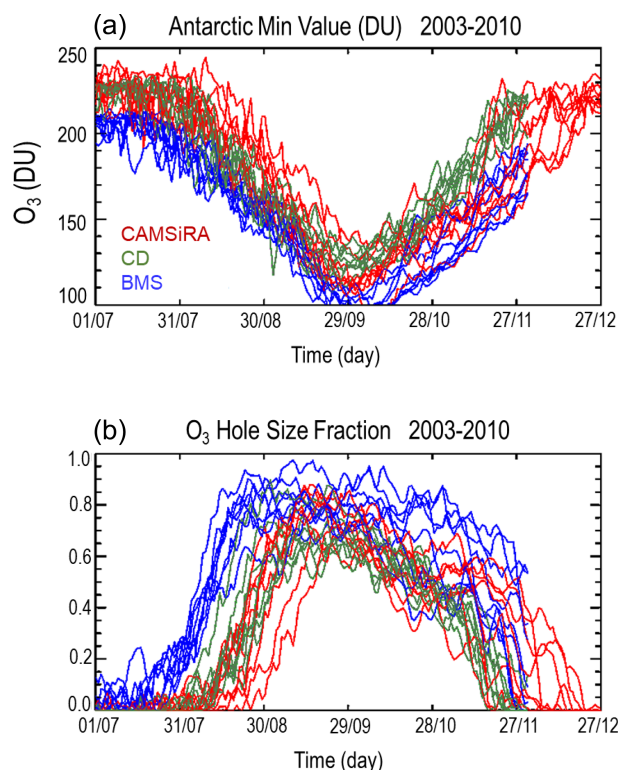 (a) Antarctic Min Value (DU) 2003-2010
250
200
150
100
O₃ (DU)
CAMSiRA
CD
BMS
01/07 31/07 30/08 29/09 28/10 27/11 27/12
Time (day)
(b) O₃ Hole Size Fraction 2003-2010
1.0
0.8
0.6
0.4
0.2
0.0
01/07 31/07 30/08 29/09 28/10 27/11 27/12
Time (day)